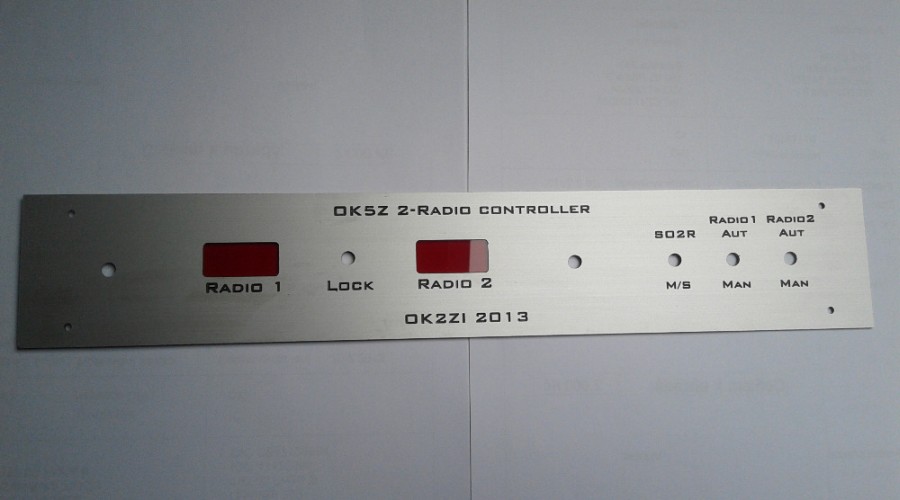 OK5Z 2-Radio controller
SO2R
Radio1 Aut
Radio2 Aut
Radio 1
Lock
Radio 2
M/S
Man
Man
OK2ZI 2013